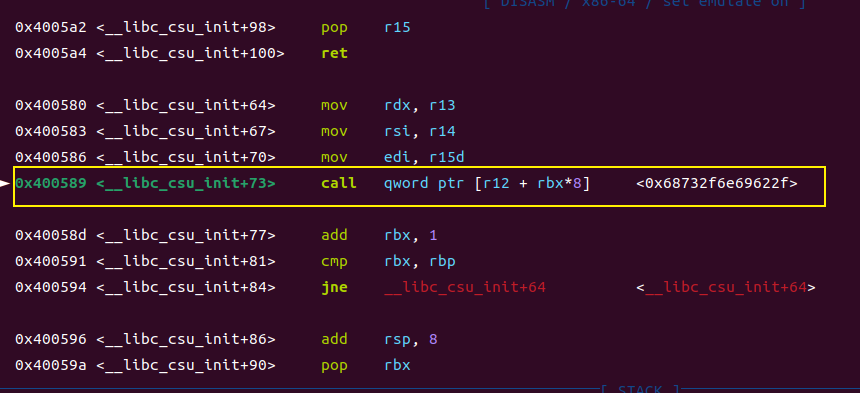 [ DISASM / x86-64 / set emulate on ]
0x4005a2 <__libc_csu_init+98> pop r15
0x4005a4 <__libc_csu_init+100> ret
0x400580 <__libc_csu_init+64> mov rdx, r13
0x400583 <__libc_csu_init+67> mov rsi, r14
0x400586 <__libc_csu_init+70> mov edi, r15d
0x400589 <__libc_csu_init+73> call qword ptr [r12 + rbx*8] <0x68732f6e69622f>
0x40058d <__libc_csu_init+77> add rbx, 1
0x400591 <__libc_csu_init+81> cmp rbx, rbp
0x400594 <__libc_csu_init+84> jne __libc_csu_init+64 <__libc_csu_init+64>
0x400596 <__libc_csu_init+86> add rsp, 8
0x40059a <__libc_csu_init+90> pop rbx
[ STACK ]